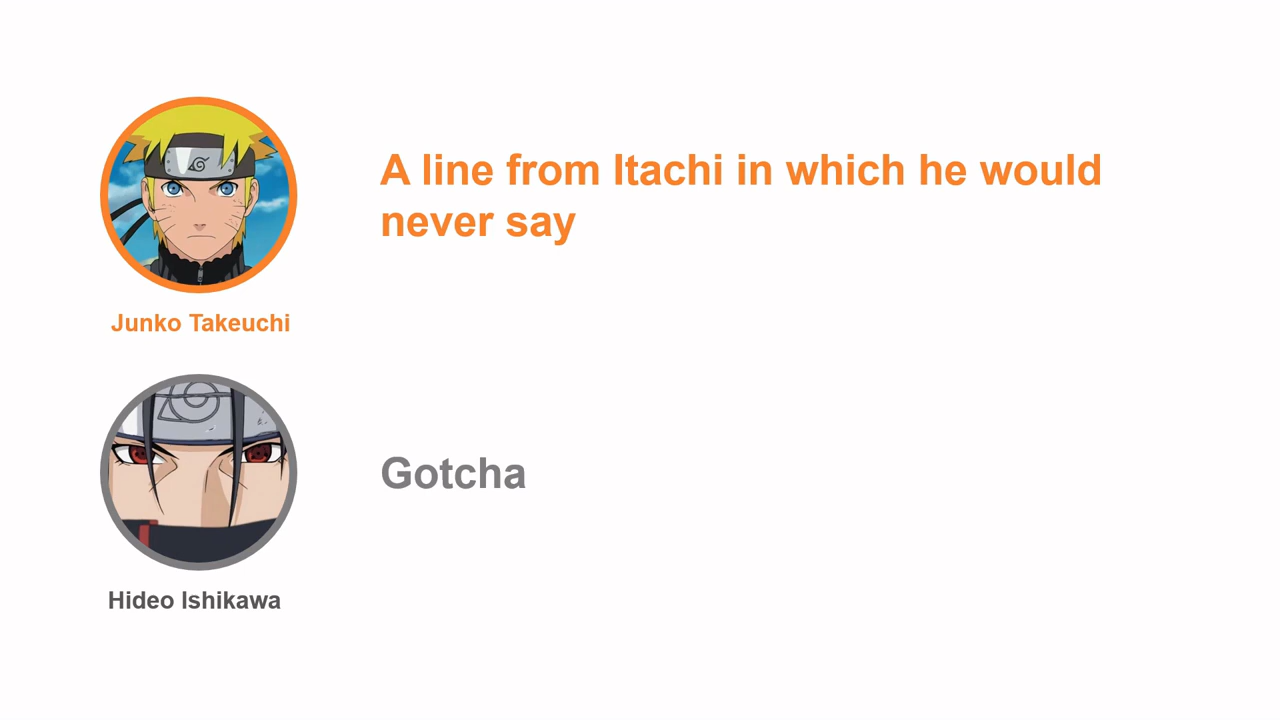 A line from Itachi in which he would
never say
Junko Takeuchi
Gotcha
Hideo Ishikawa